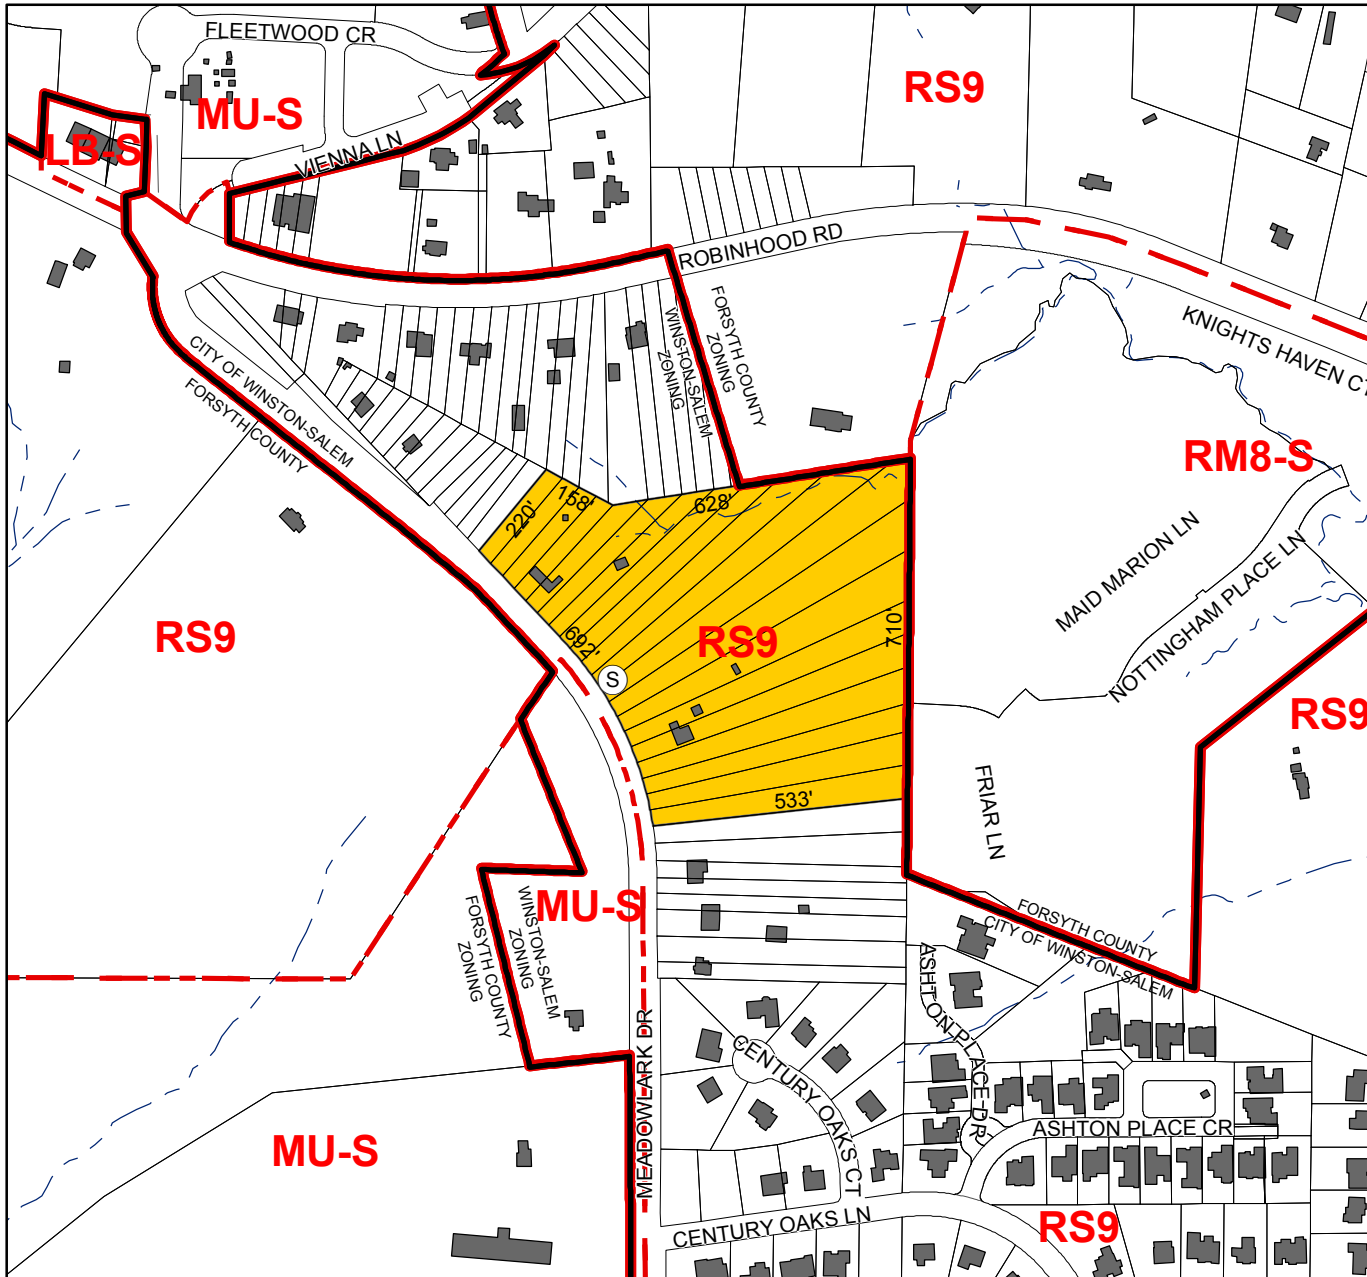 FLEETWOOD CR
MU-S
LB-S
VIENNA LN
RS9
ROBINHOOD RD
KNIGHTS HAVEN CT
FORSYTH COUNTY
ZONING
WINSTON-SALEM
ZONING
CITY OF WINSTON-SALEM
FORSYTH COUNTY
RM8-S
158'
220'
628'
692'
710'
533'
RS9
S
RS9
MAID MARION LN
NOTTINGHAM PLACE LN
RS9
FRIAR LN
MU-S
WINSTON-SALEM
ZONING
FORSYTH COUNTY
ZONING
FORSYTH COUNTY
CITY OF WINSTON-SALEM
ASHTON PLACE DR
MEADOWLARK DR
CENTURY OAKS CT
ASHTON PLACE CR
MU-S
CENTURY OAKS LN
RS9